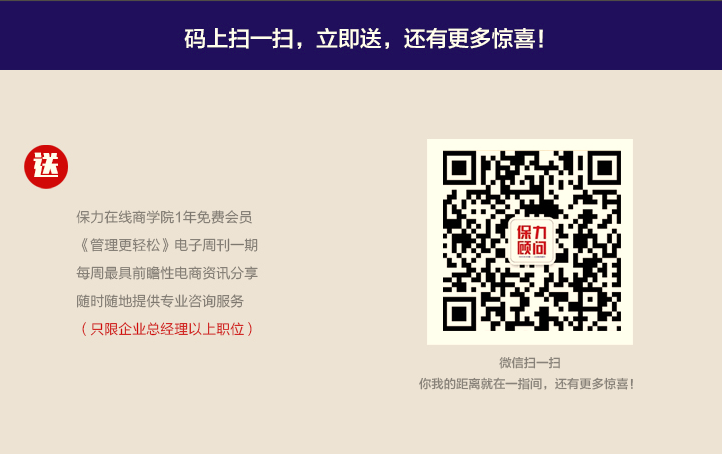 码上扫一扫，立即送，还有更多惊喜！
送
保力在线商学院1年免费会员
《管理更轻松》电子周刊一期
每周最具前瞻性电商资讯分享
随时随地提供专业咨询服务
（只限企业总经理以上职位）
保力
顾问
微信扫一扫
你我的距离就在一指间，还有更多惊喜！